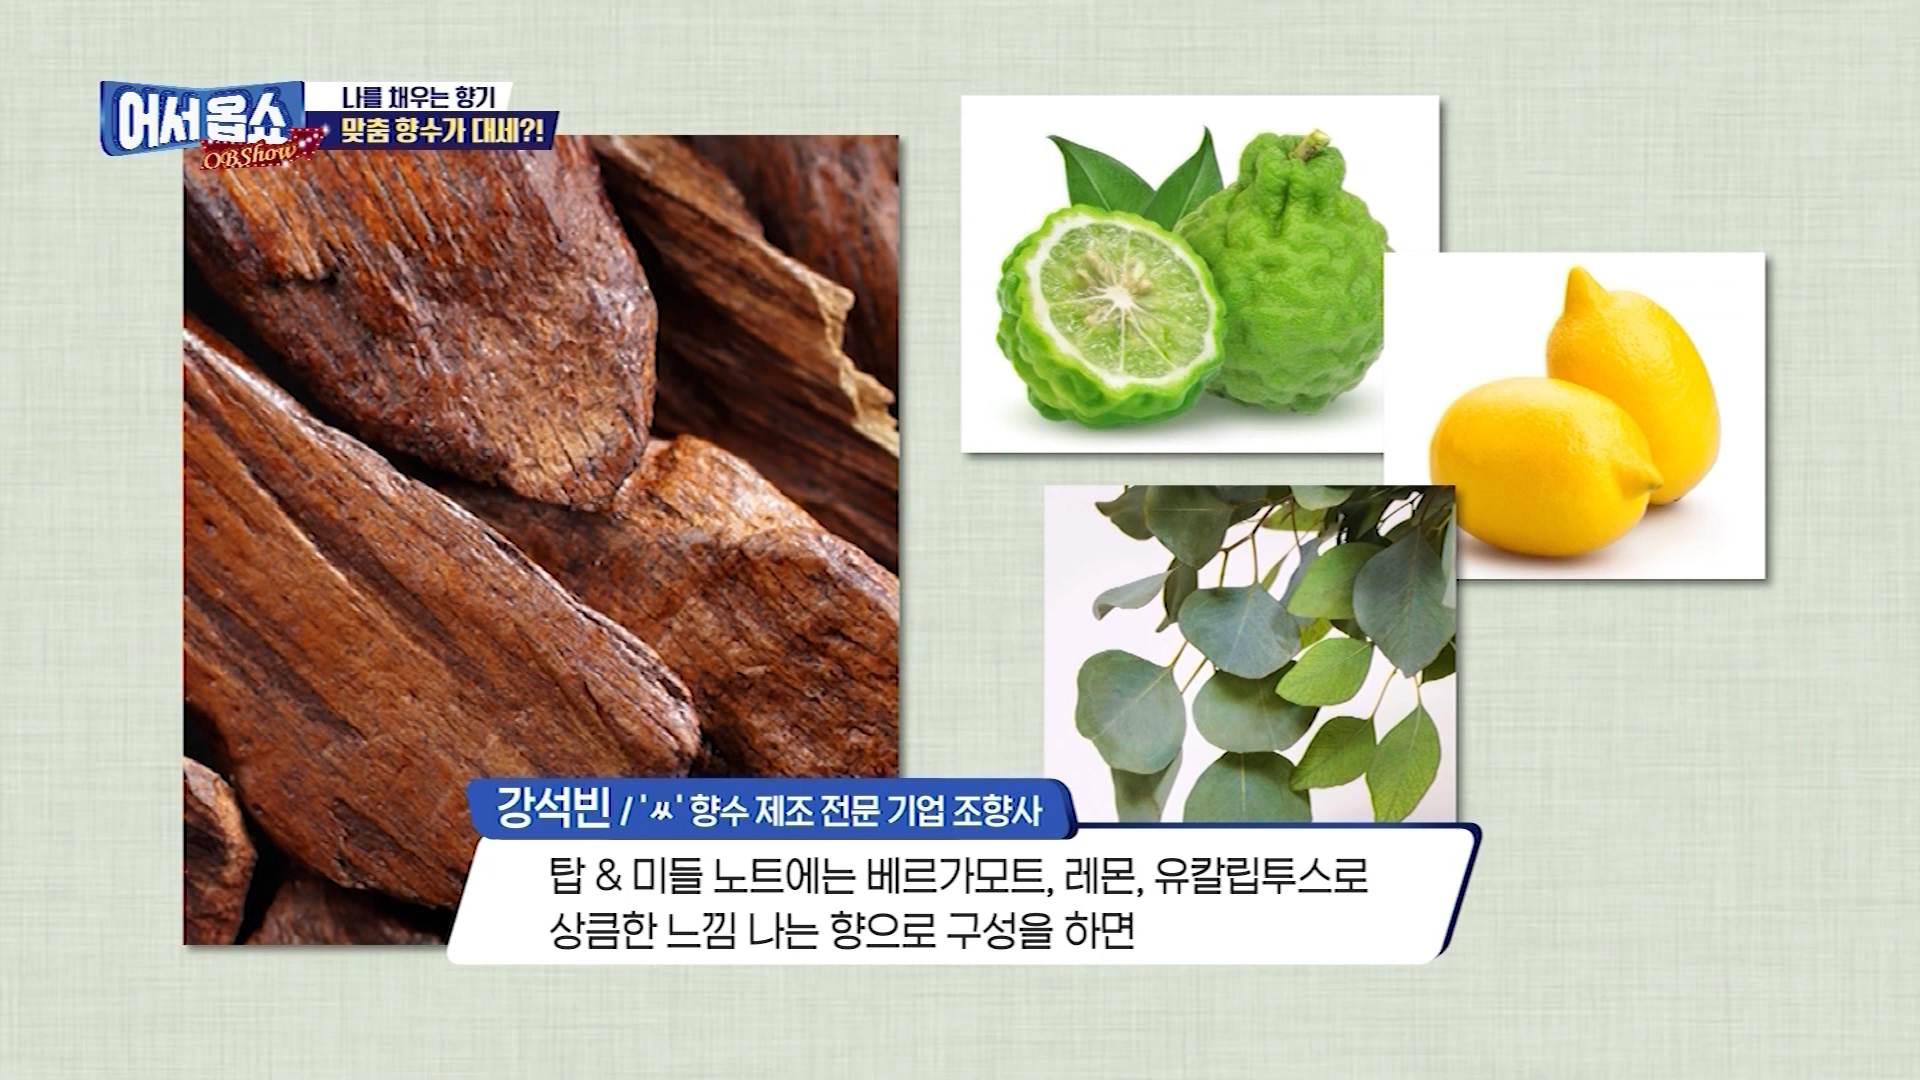 어서옵쇼
OBShow
나를 채우는 향기
맞춤 향수가 대세?!
강석빈 / 'ㅆ' 향수 제조 전문 기업 조향사
탑 & 미들 노트에는 베르가모트, 레몬, 유칼립투스로
상큼한 느낌 나는 향으로 구성을 하면